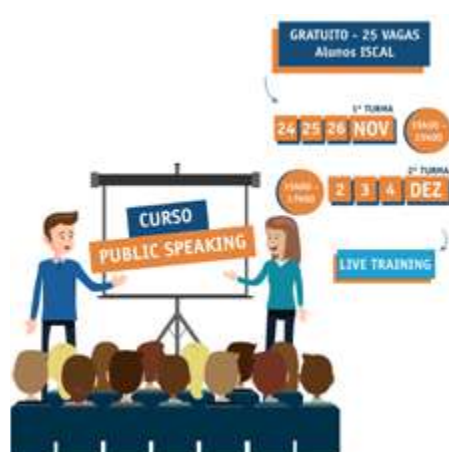 GRATUITO - 25 VAGAS
Alunos ISCAL
1ª TURMA
24 25 26 NOV
2ª TURMA
2 3 4 DEZ
CURSO
PUBLIC SPEAKING
LIVE TRAINING